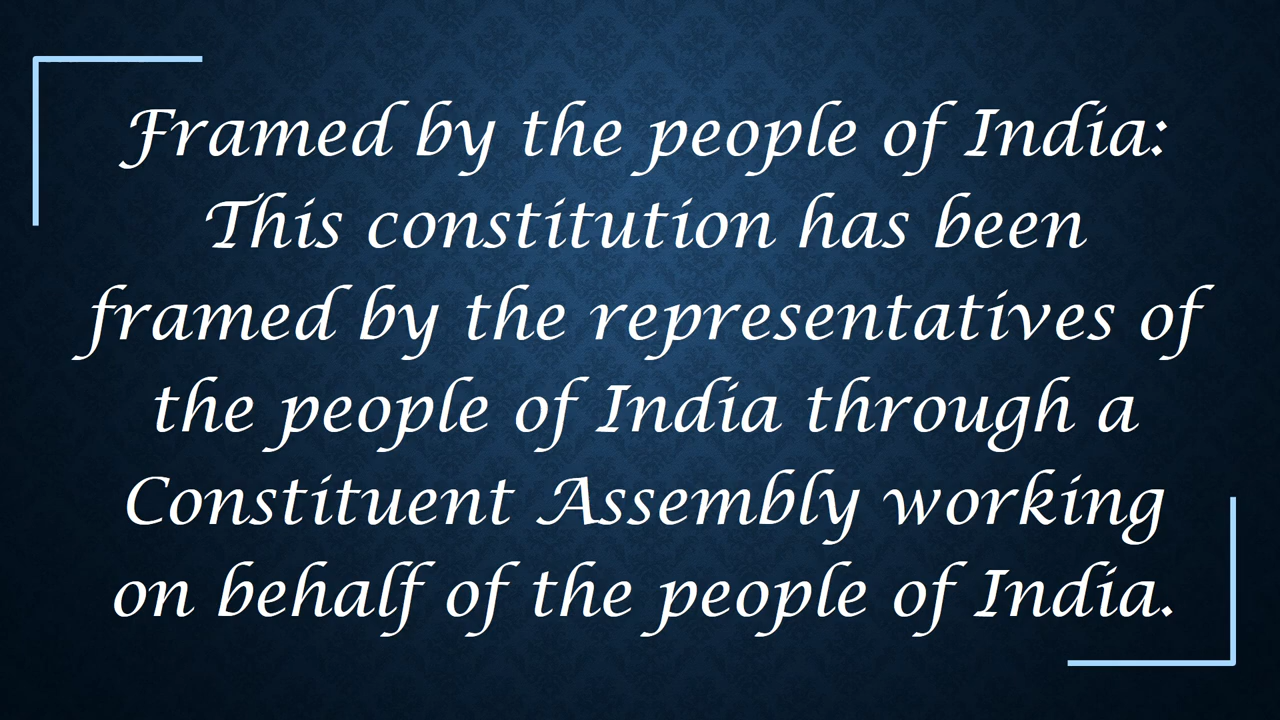 Framed by the people of India:
This constitution has been
framed by the representatives of
the people of India through a
Constituent Assembly working
on behalf of the people of India.